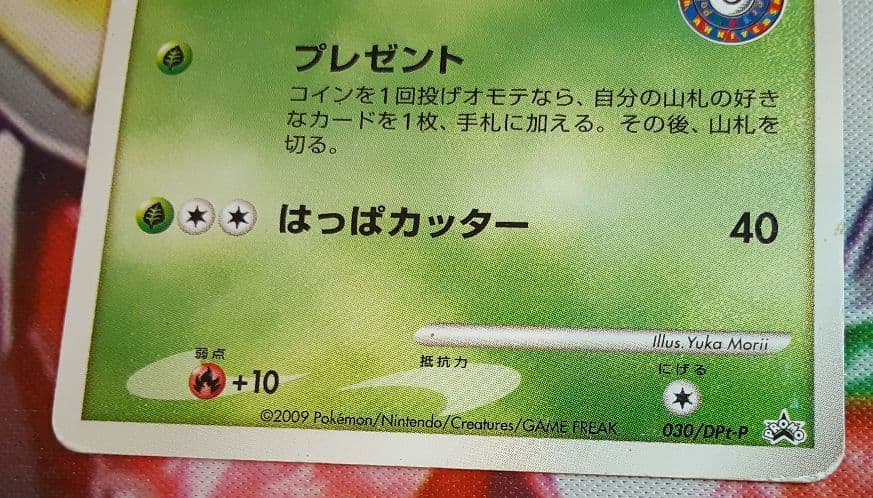 ANNIVERSA
プレゼント
コインを1回投げオモテなら、自分の山札の好き
なカードを1枚、手札に加える。その後、山札を
切る。
はっぱカッター 40
Illus. Yuka Morii
弱点 抵抗力 にげる
+10
©2009 Pokémon/Nintendo/Creatures/GAME FREAK.
030/DPt-P PROMO